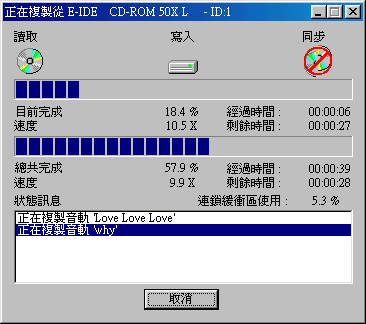 正在複製從 E-IDE CD-ROM 50X L - ID:1
讀取 寫入 同步
目前完成 18.4 % 經過時間 : 00:00:06
速度 10.5 X 剩餘時間 : 00:00:27
總共完成 57.9 % 經過時間 : 00:00:39
速度 9.9 X 剩餘時間 : 00:00:28
狀態訊息 連鎖緩衝區使用 : 5.3 %
正在複製音軌 'Love Love Love'
正在複製音軌 'why'
取消